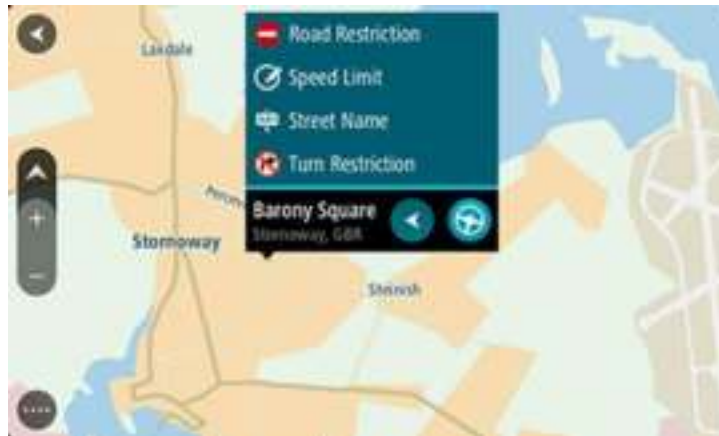 Laxdale
Road Restriction
Speed Limit
Street Name
Turn Restriction
Barony Square
Stornoway, GBR
Stornoway
Steinish